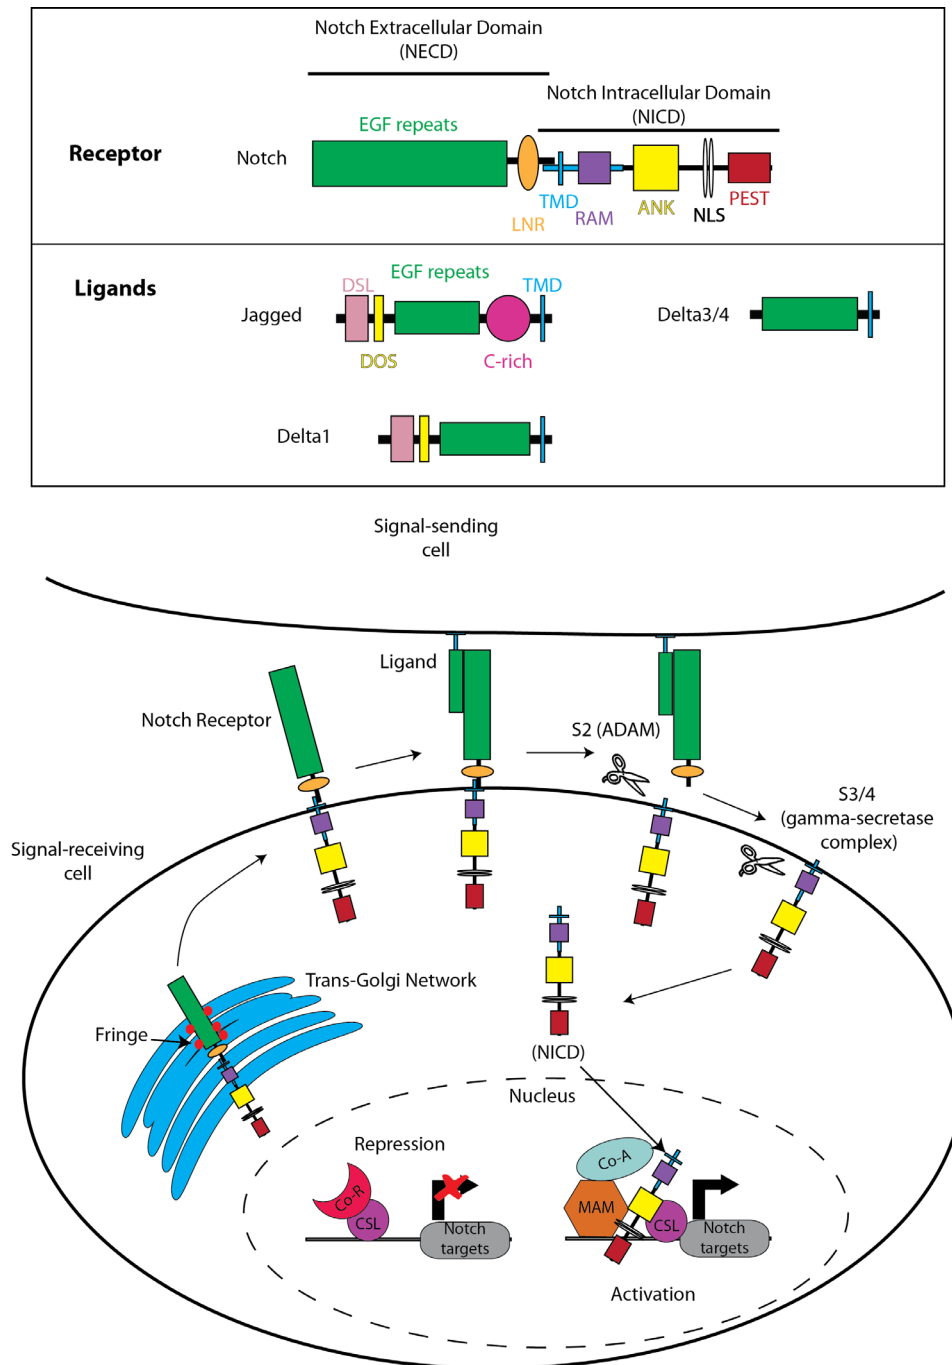 Notch Extracellular Domain
(NECD)
Notch Intracellular Domain
(NICD)
EGF repeats
Receptor
Notch
TMD
LNR
RAM
ANK
NLS
PEST
Ligands
DSL
EGF repeats
TMD
Jagged
DOS
C-rich
Delta3/4
Delta1
Signal-sending
cell
Ligand
Notch Receptor
S2 (ADAM)
S3/4
(gamma-secretase
complex)
Signal-receiving
cell
Trans-Golgi Network
Fringe
(NICD)
Nucleus
Repression
Co-R
CSL
Notch
targets
Co-A
MAM
CSL
Notch
targets
Activation